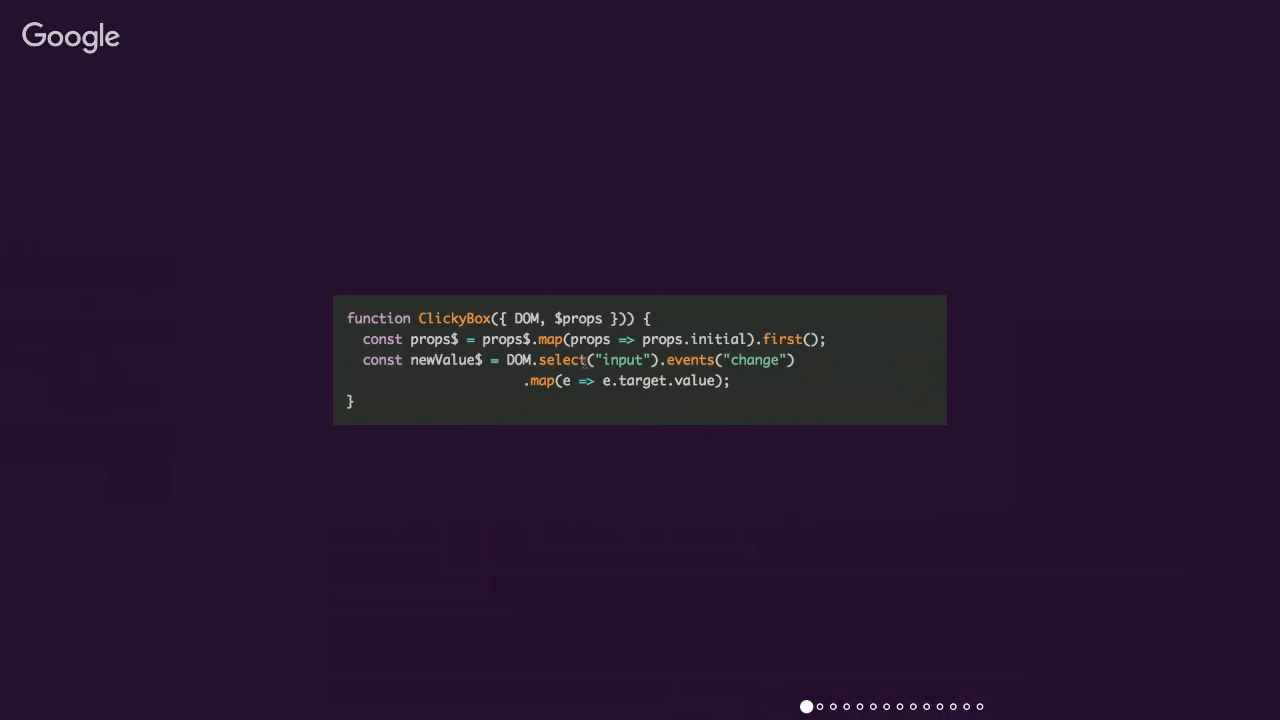 Google
function ClickyBox({ DOM, $props })) {
const props$ = props$.map(props => props.initial).first();
const newValue$ = DOM.select("input").events("change")
.map(e => e.target.value);
}